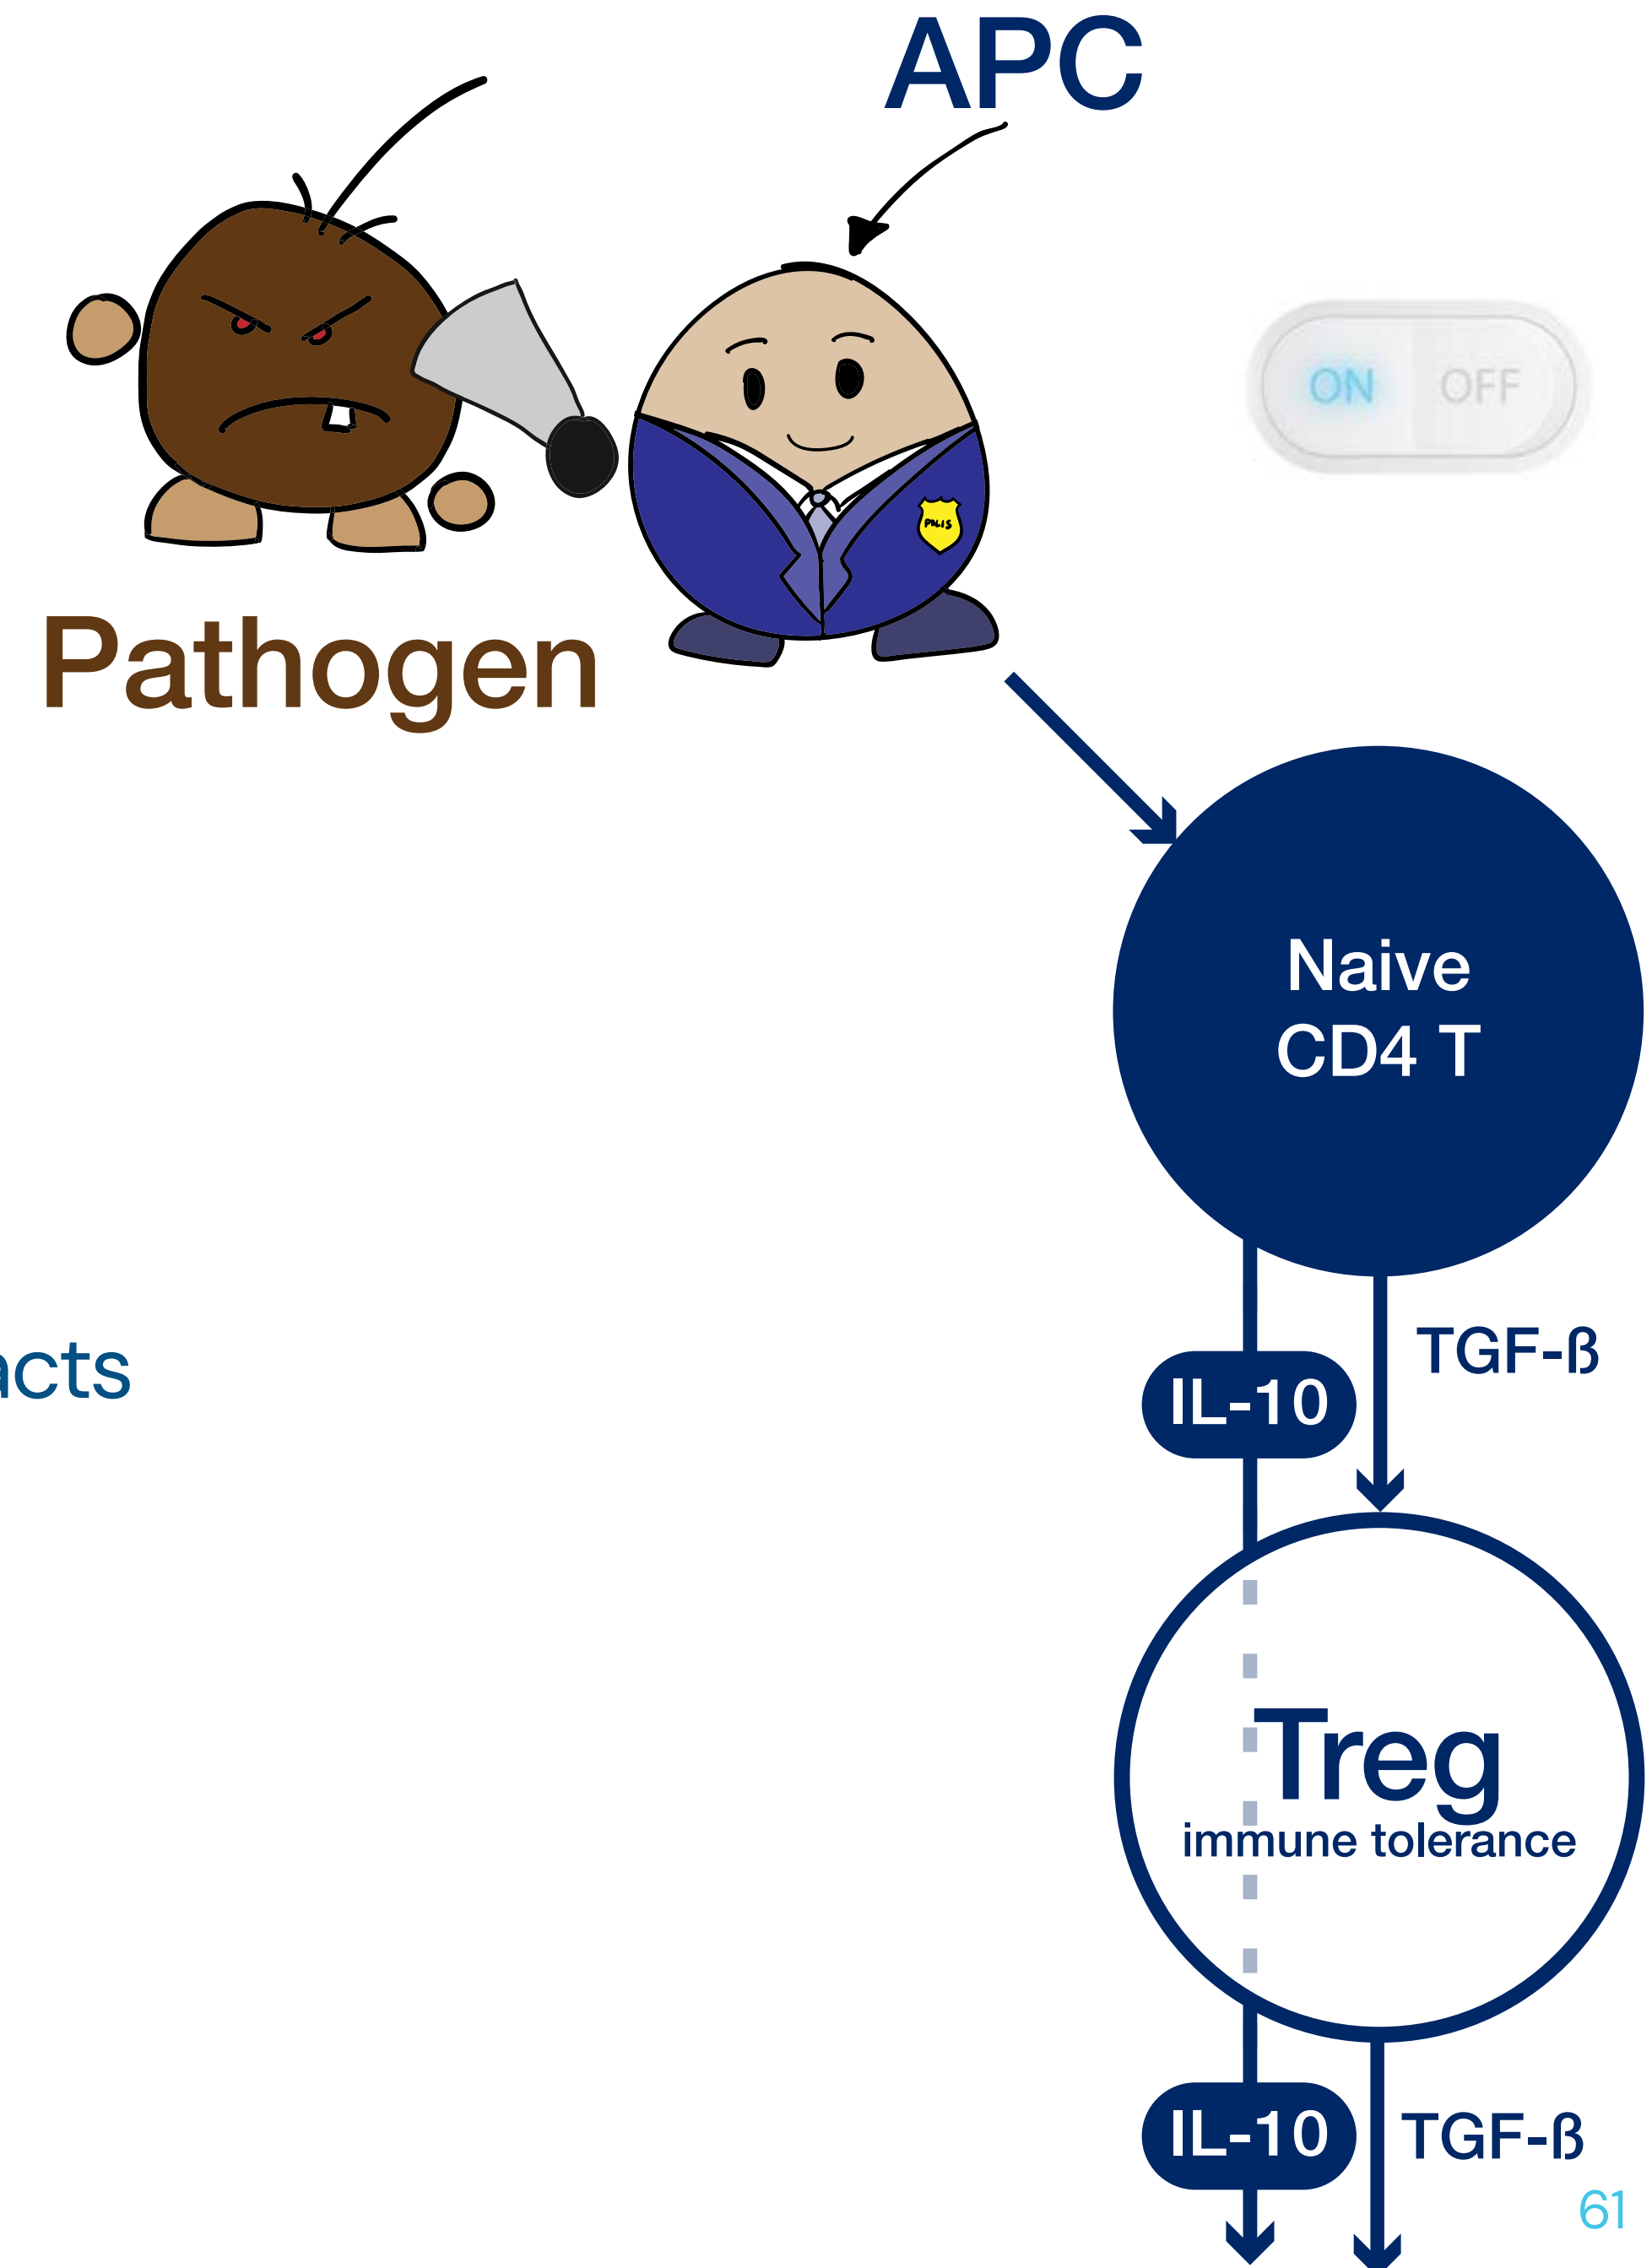 APC
ON OFF
POLIS
Pathogen
Naive
CD4 T
TGF-ß
acts
IL-10
Treg
immune tolerance
IL-10
TGF-ß
61